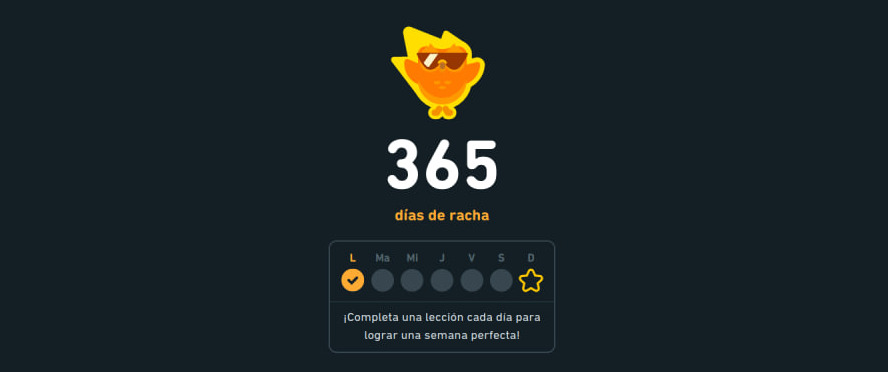 365
días de racha
L Ma Mi J V S D
¡Completa una lección cada día para
lograr una semana perfecta!